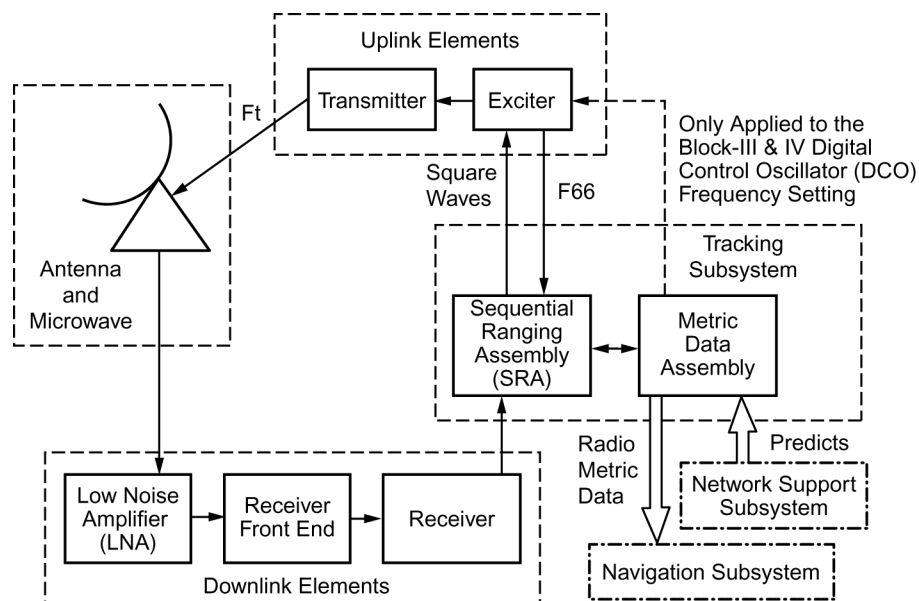 Uplink Elements
Transmitter
Exciter
Ft
Only Applied to the
Block-III & IV Digital
Control Oscillator (DCO)
Frequency Setting
Square
Waves
F66
Antenna
and
Microwave
Tracking
Subsystem
Sequential
Ranging
Assembly
(SRA)
Metric
Data
Assembly
Radio
Metric
Data
Predicts
Network Support
Subsystem
Low Noise
Amplifier
(LNA)
Receiver
Front End
Receiver
Downlink Elements
Navigation Subsystem